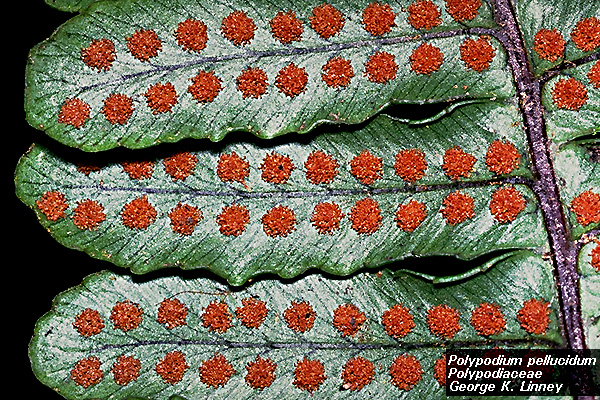 Polypodium pellucidum
Polypodiaceae
George K. Linney